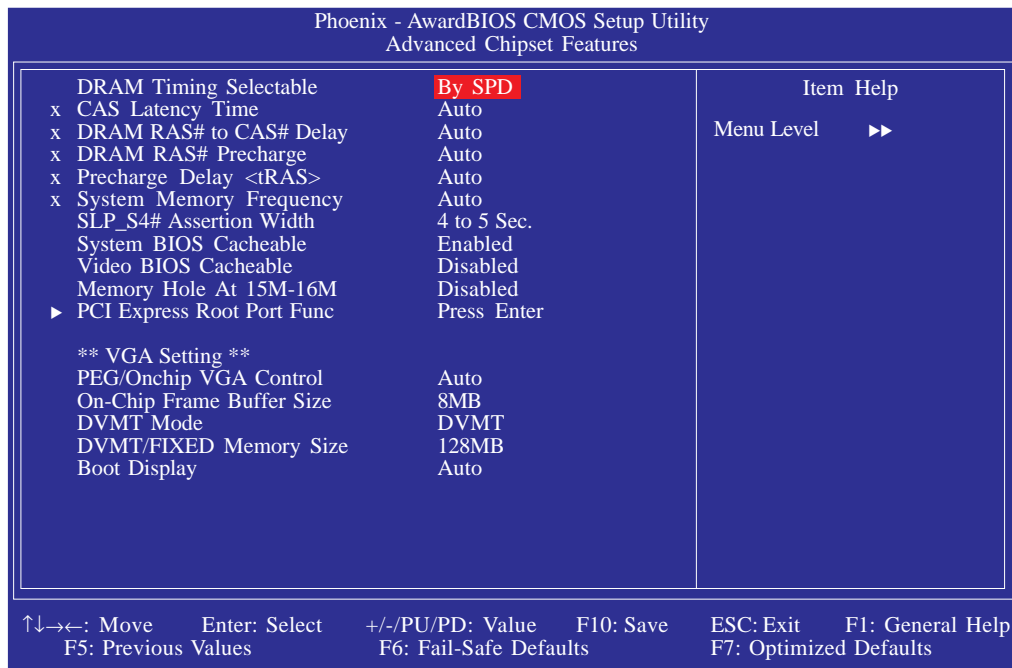 Phoenix - AwardBIOS CMOS Setup Utility
Advanced Chipset Features
DRAM Timing Selectable By SPD
x CAS Latency Time Auto
x DRAM RAS# to CAS# Delay Auto
x DRAM RAS# Precharge Auto
x Precharge Delay <tRAS> Auto
x System Memory Frequency Auto
SLP_S4# Assertion Width 4 to 5 Sec.
System BIOS Cacheable Enabled
Video BIOS Cacheable Disabled
Memory Hole At 15M-16M Disabled
▶ PCI Express Root Port Func Press Enter
** VGA Setting **
PEG/Onchip VGA Control Auto
On-Chip Frame Buffer Size 8MB
DVMT Mode DVMT
DVMT/FIXED Memory Size 128MB
Boot Display Auto
Item Help
Menu Level ▶▶
↑↓→←: Move Enter: Select +/-/PU/PD: Value F10: Save ESC: Exit F1: General Help
F5: Previous Values F6: Fail-Safe Defaults F7: Optimized Defaults